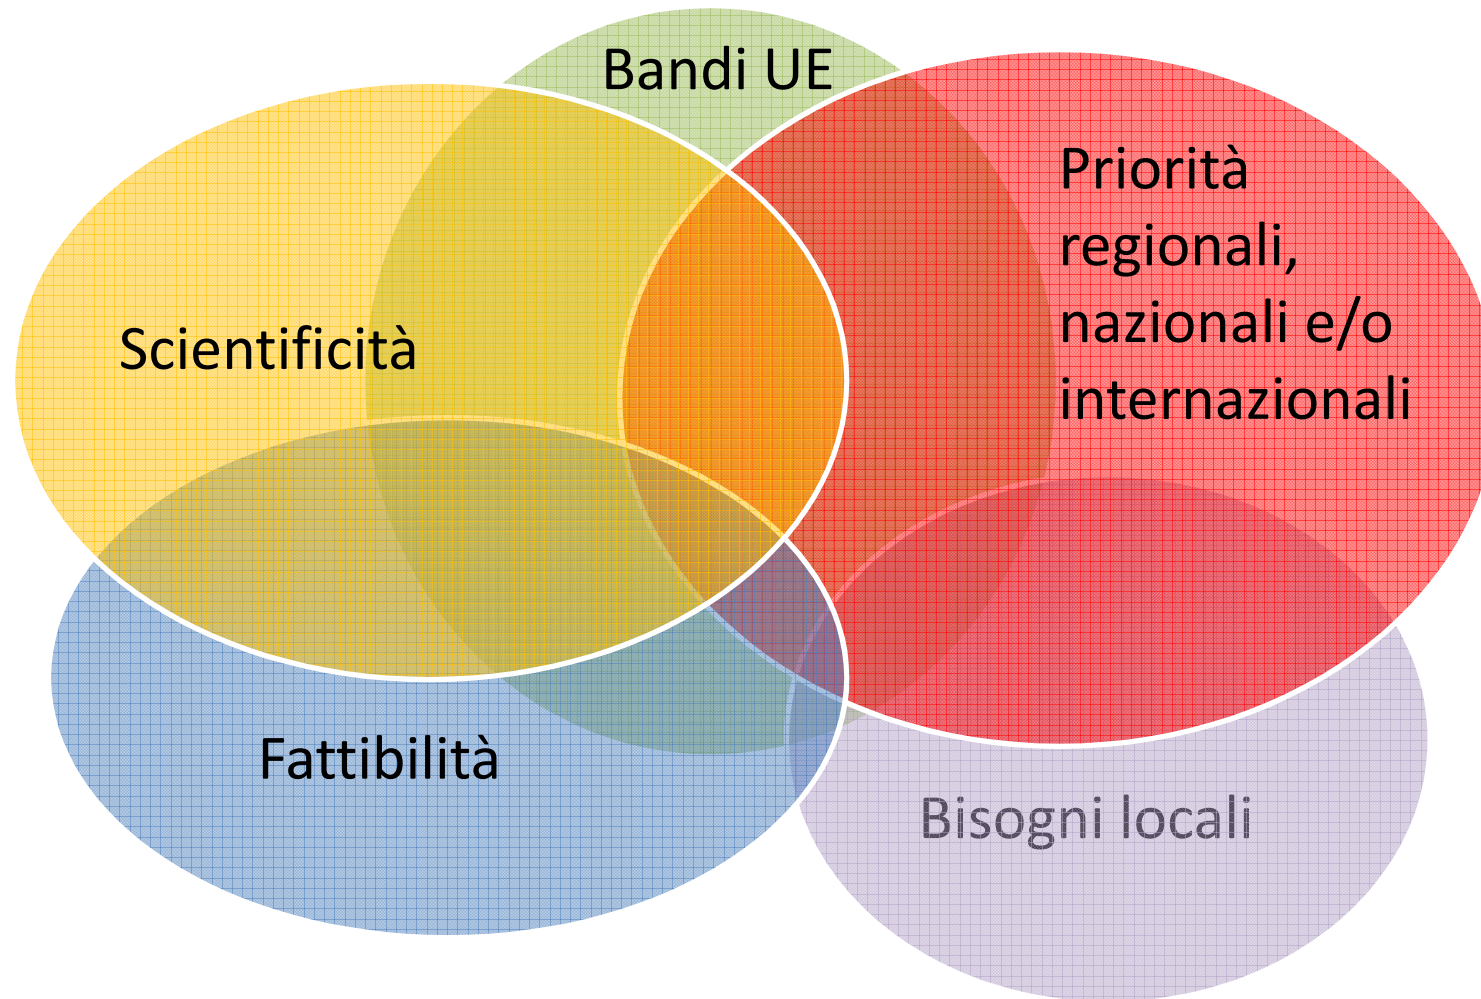 Bandi UE
Priorità
regionali,
nazionali e/o
internazionali
Scientificità
Fattibilità
Bisogni locali